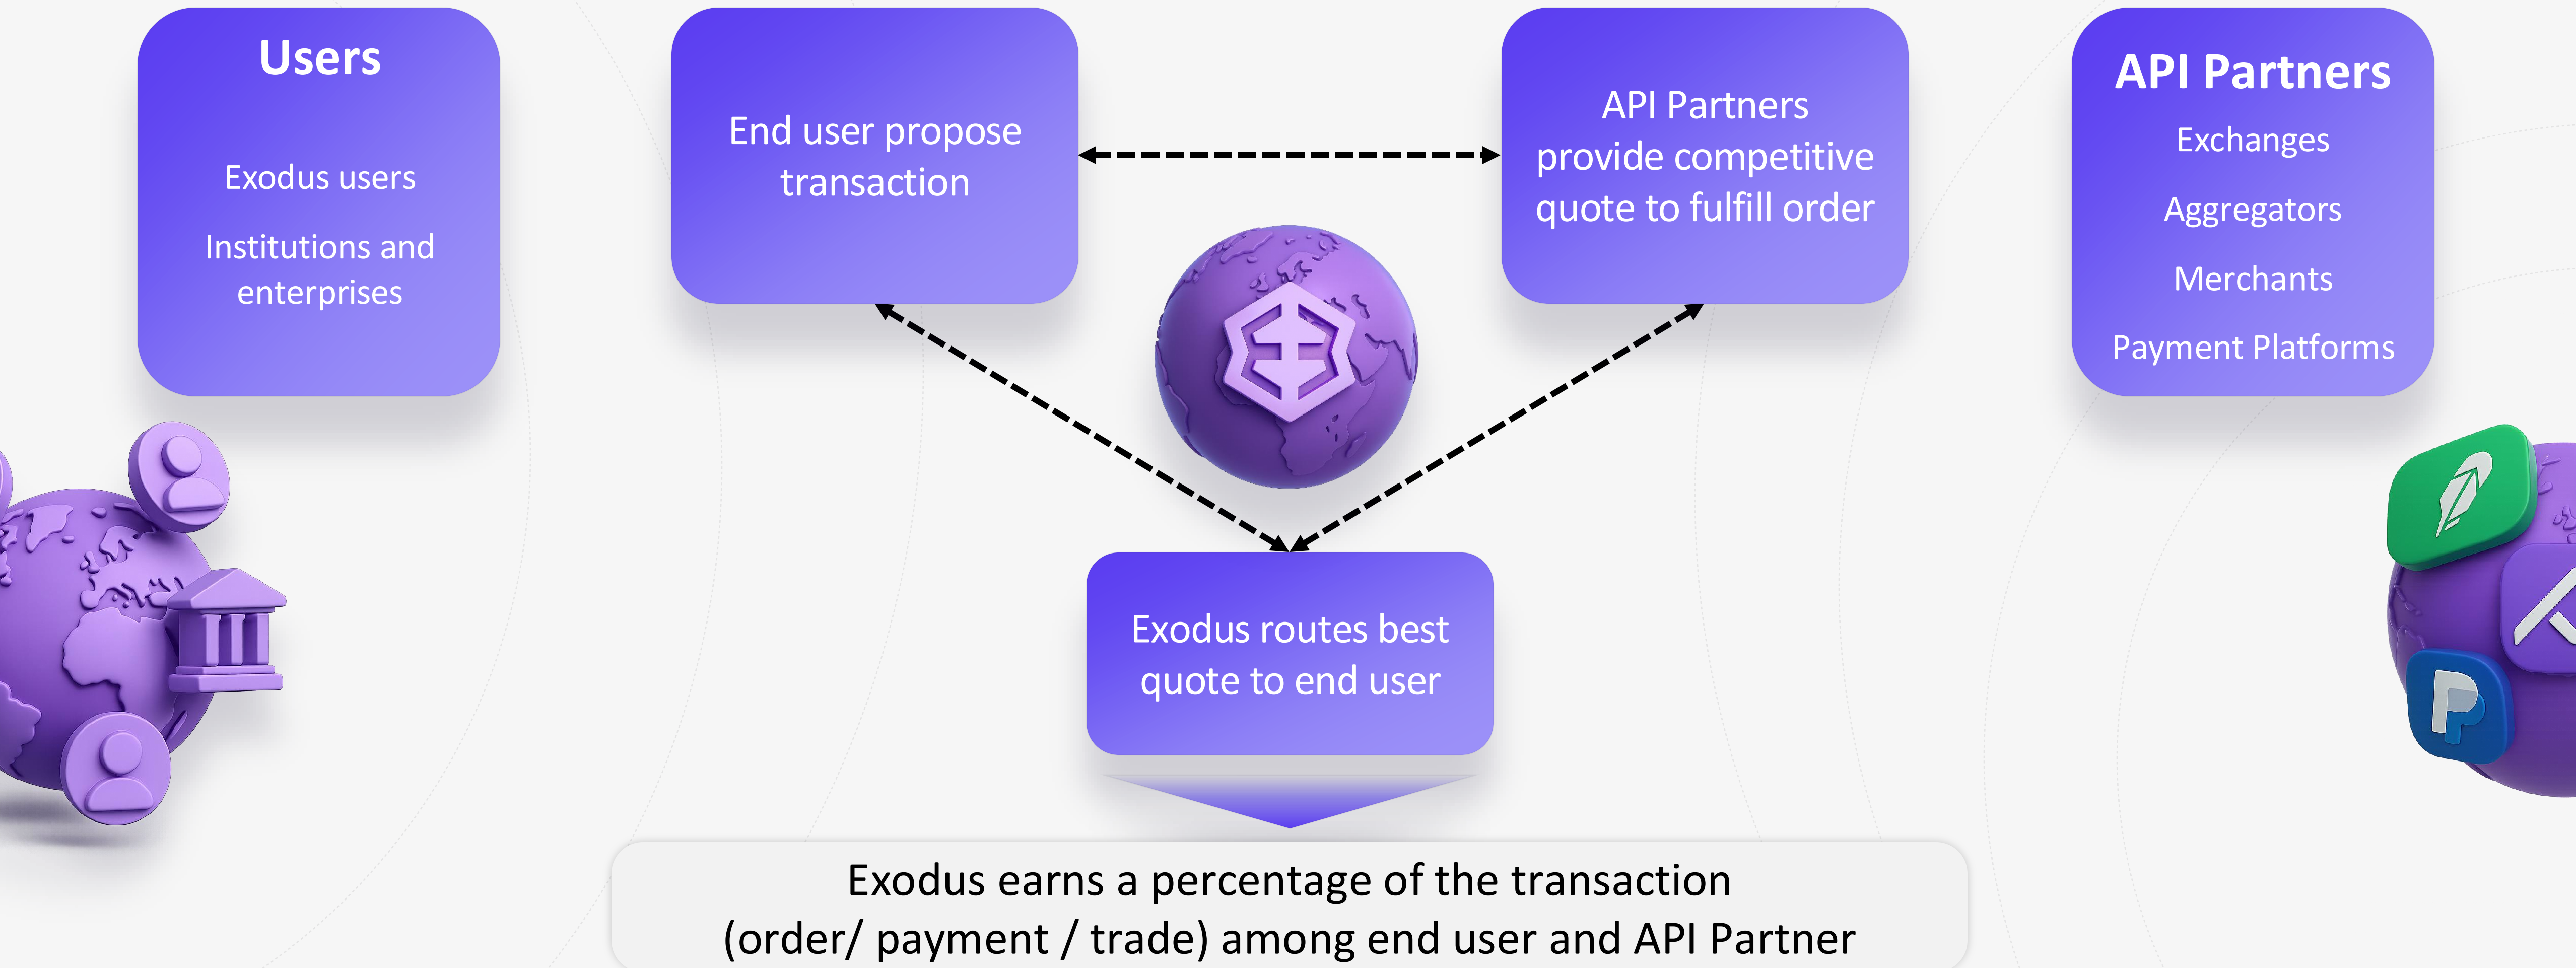 Users
Exodus users
Institutions and
enterprises
End user propose
transaction
API Partners
provide competitive
quote to fulfill order
API Partners
Exchanges
Aggregators
Merchants
Payment Platforms
Exodus routes best
quote to end user
Exodus earns a percentage of the transaction
(order/ payment / trade) among end user and API Partner